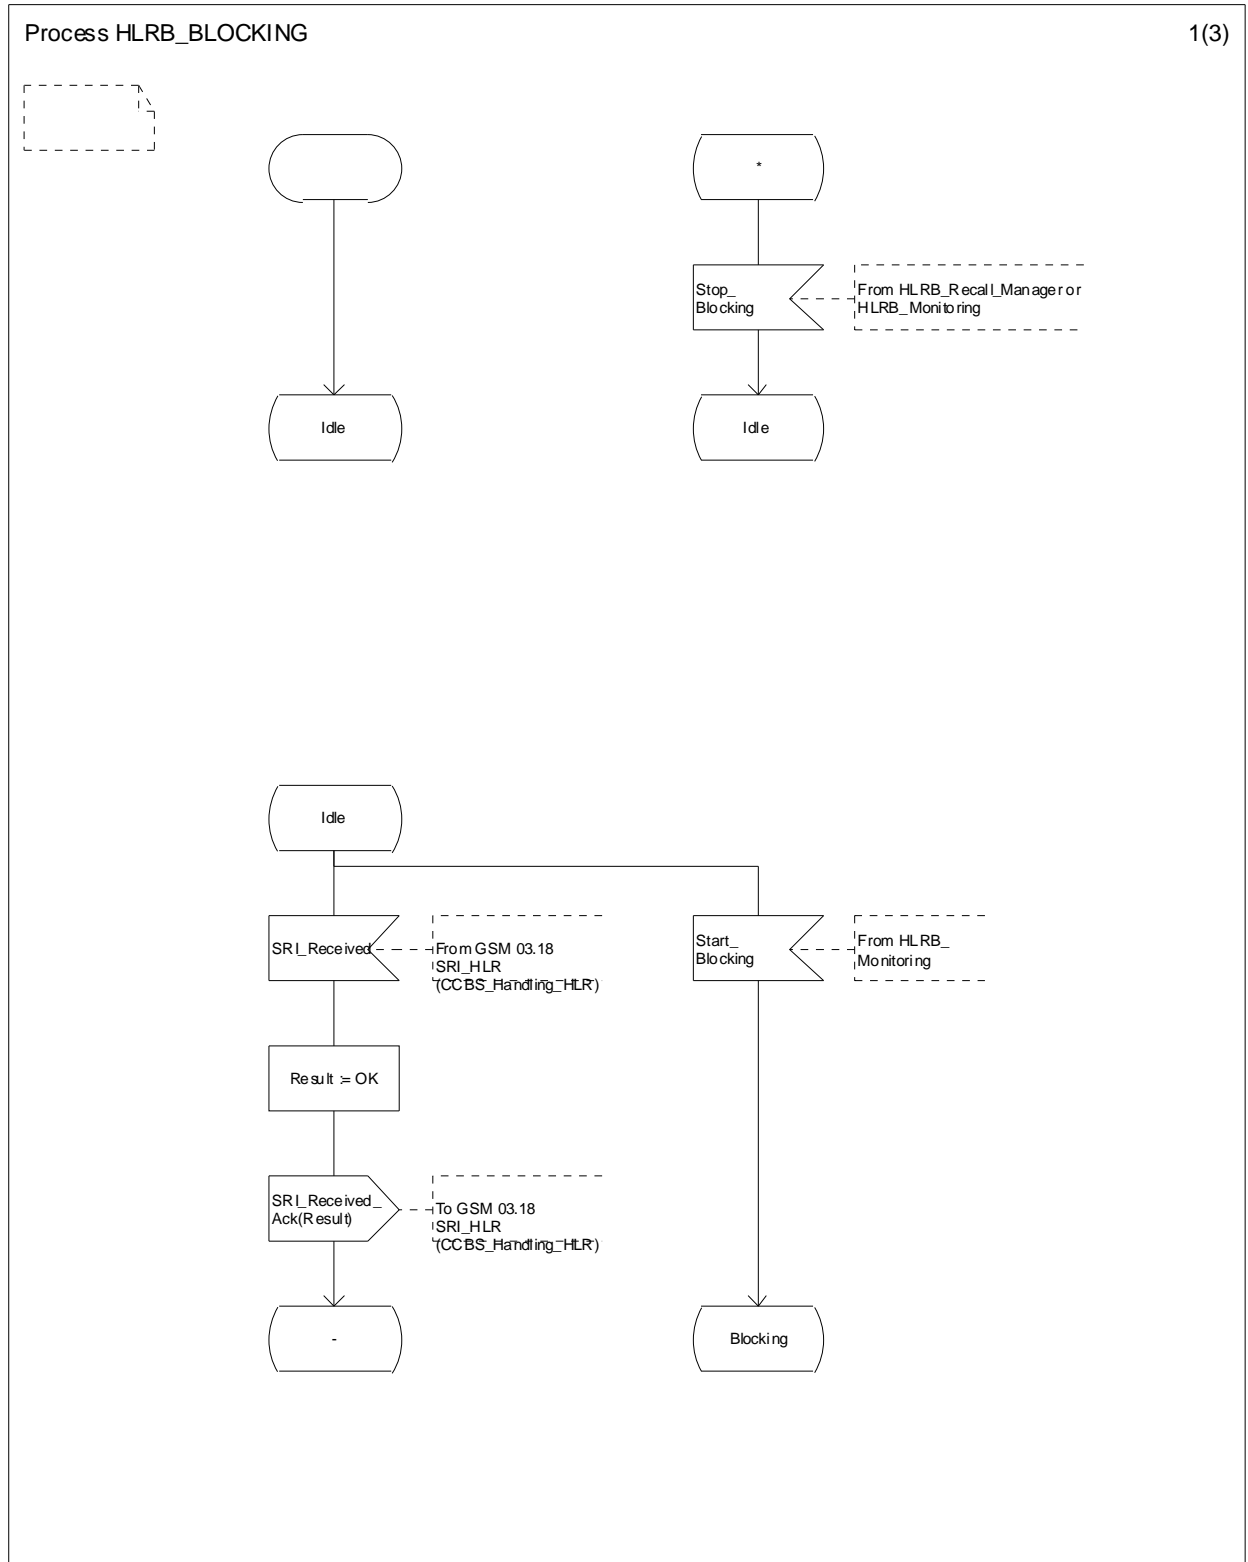 Process HLRB_BLOCKING
1(3)
*
Stop_
Blocking
From HLRB_Recall_Manager or
HLRB_Monitoring
Idle
Idle
Idle
SRI_Received
From GSM 03.18
SRI_HLR
(CCBS_Handling_HLR)
Start_
Blocking
From HLRB_
Monitoring
Result := OK
SRI_Received_
Ack(Result)
To GSM 03.18
SRI_HLR
(CCBS_Handling_HLR)
-
Blocking